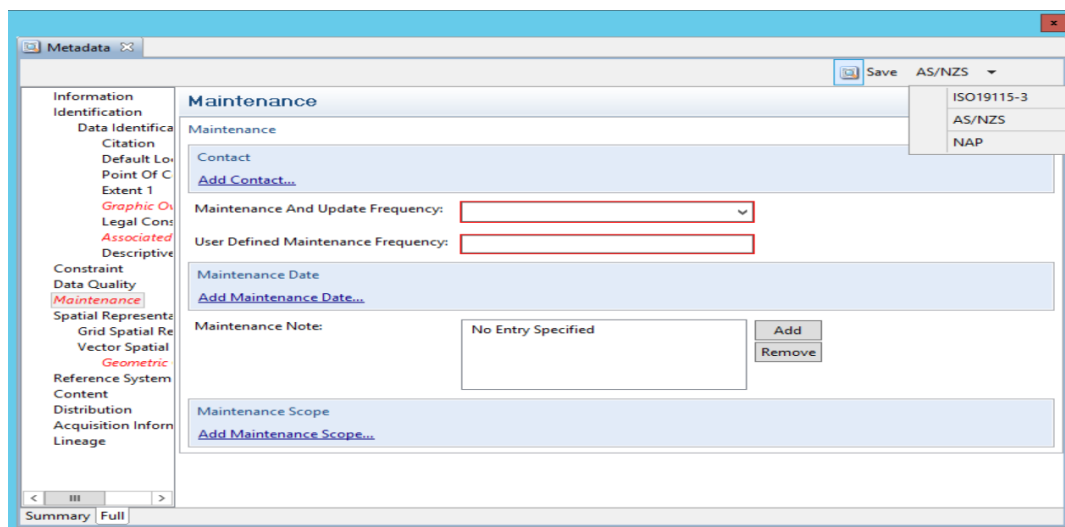 x
Metadata
Save AS/NZS
ISO19115-3
AS/NZS
NAP
Information
Identification
Data Identifica
Citation
Default Lo
Point Of C
Extent 1
Graphic Ov
Legal Cons
Associated
Descriptive
Constraint
Data Quality
Maintenance
Spatial Representa
Grid Spatial Re
Vector Spatial
Geometric
Reference System
Content
Distribution
Acquisition Inforn
Lineage
Maintenance
Maintenance
Contact
Add Contact...
Maintenance And Update Frequency:
User Defined Maintenance Frequency:
Maintenance Date
Add Maintenance Date...
Maintenance Note:
No Entry Specified
Add
Remove
Maintenance Scope
Add Maintenance Scope...
Summary Full